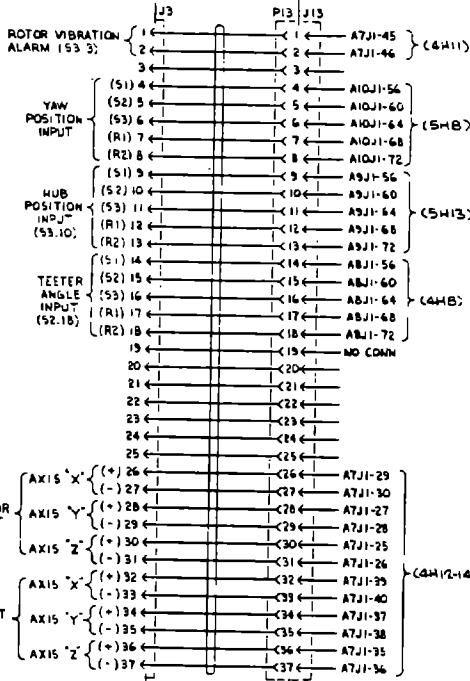 J3 P13 J13
ROTOR VIBRATION ALARM (S3 3)
1 1 A7J1-45
2 2 A7J1-46
(4H11)
3 3
YAW POSITION INPUT
(S1) 4 4 A10J1-56
(S2) 5 5 A10J1-60
(S3) 6 6 A10J1-64
(R1) 7 7 A10J1-68
(R2) 8 8 A10J1-72
(5H8)
HUB POSITION INPUT (S3.10)
(S1) 9 9 A9J1-56
(S2) 10 10 A9J1-60
(S3) 11 11 A9J1-64
(R1) 12 12 A9J1-68
(R2) 13 13 A9J1-72
(5H13)
TEETER ANGLE INPUT (S2.18)
(S1) 14 14 A8J1-56
(S2) 15 15 A8J1-60
(S3) 16 16 A8J1-64
(R1) 17 17 A8J1-68
(R2) 18 18 A8J1-72
(4H8)
19 19 NO CONN
20 20
21 21
22 22
23 23
24 24
25 25
AXIS "X"
(+) 26 26 A7J1-29
(-) 27 27 A7J1-30
AXIS "Y"
(+) 28 28 A7J1-27
(-) 29 29 A7J1-28
AXIS "Z"
(+) 30 30 A7J1-25
(-) 31 31 A7J1-26
AXIS "X"
(+) 32 32 A7J1-39
(-) 33 33 A7J1-40
AXIS "Y"
(+) 34 34 A7J1-37
(-) 35 35 A7J1-38
AXIS "Z"
(+) 36 36 A7J1-35
(-) 37 37 A7J1-36
(4H12-14